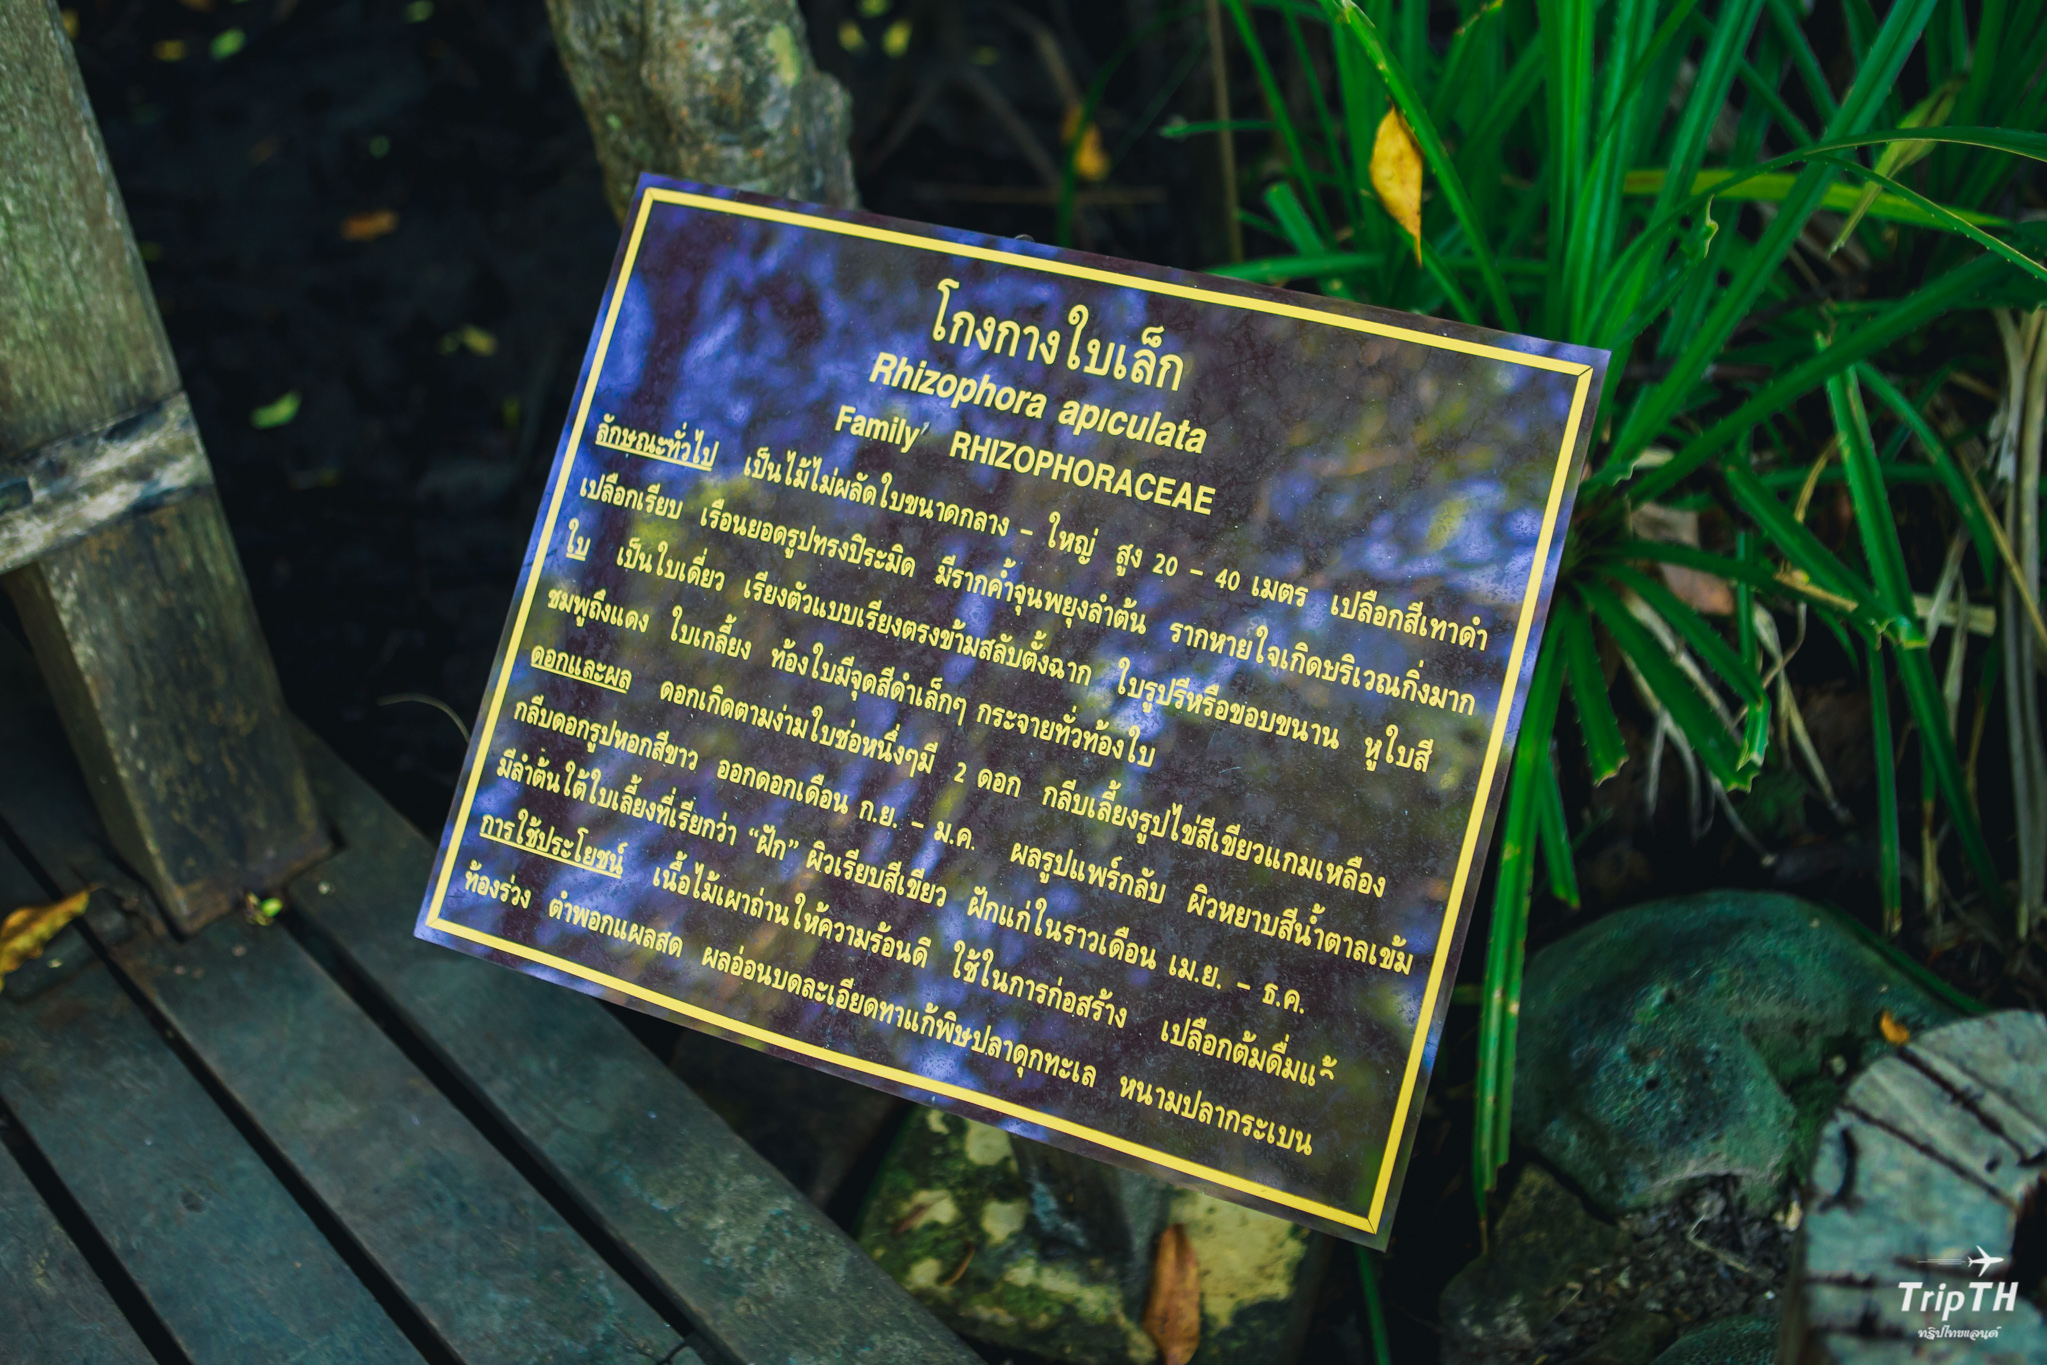 โกงกางใบเล็ก
Rhizophora apiculata
Family' RHIZOPHORACEAE
ลักษณะทั่วไป เป็นไม้ไม่ผลัดใบขนาดกลาง – ใหญ่ สูง 20 – 40 เมตร เปลือกสีเทาดำ
เปลือกเรียบ เรือนยอดรูปทรงปิระมิด มีรากค้ำจุนพยุงลำต้น รากหายใจเกิดบริเวณกิ่งมาก
ใบ เป็นใบเดี่ยว เรียงตัวแบบเรียงตรงข้ามสลับตั้งฉาก ใบรูปรีหรือขอบขนาน หูใบสี
ชมพูถึงแดง ใบเกลี้ยง ท้องใบมีจุดสีดำเล็กๆ กระจายทั่วท้องใบ
ดอกและผล ดอกเกิดตามง่ามใบช่อหนึ่งๆมี 2 ดอก กลีบเลี้ยงรูปไข่สีเขียวแกมเหลือง
กลีบดอกรูปหอกสีขาว ออกดอกเดือน ก.ย. – ม.ค. ผลรูปแพร์กลับ ผิวหยาบสีน้ำตาลเข้ม
มีลำต้นใต้ใบเลี้ยงที่เรียกว่า “ฝัก” ผิวเรียบสีเขียว ฝักแก่ในราวเดือน เม.ย. – ธ.ค.
การใช้ประโยชน์ เนื้อไม้เผาถ่านให้ความร้อนดี ใช้ในการก่อสร้าง เปลือกต้มดื่มแก้
ท้องร่วง ตำพอกแผลสด ผลอ่อนบดละเอียดทาแก้พิษปลาดุกทะเล หนามปลากระเบน
TripTH
ทริปไทยแลนด์